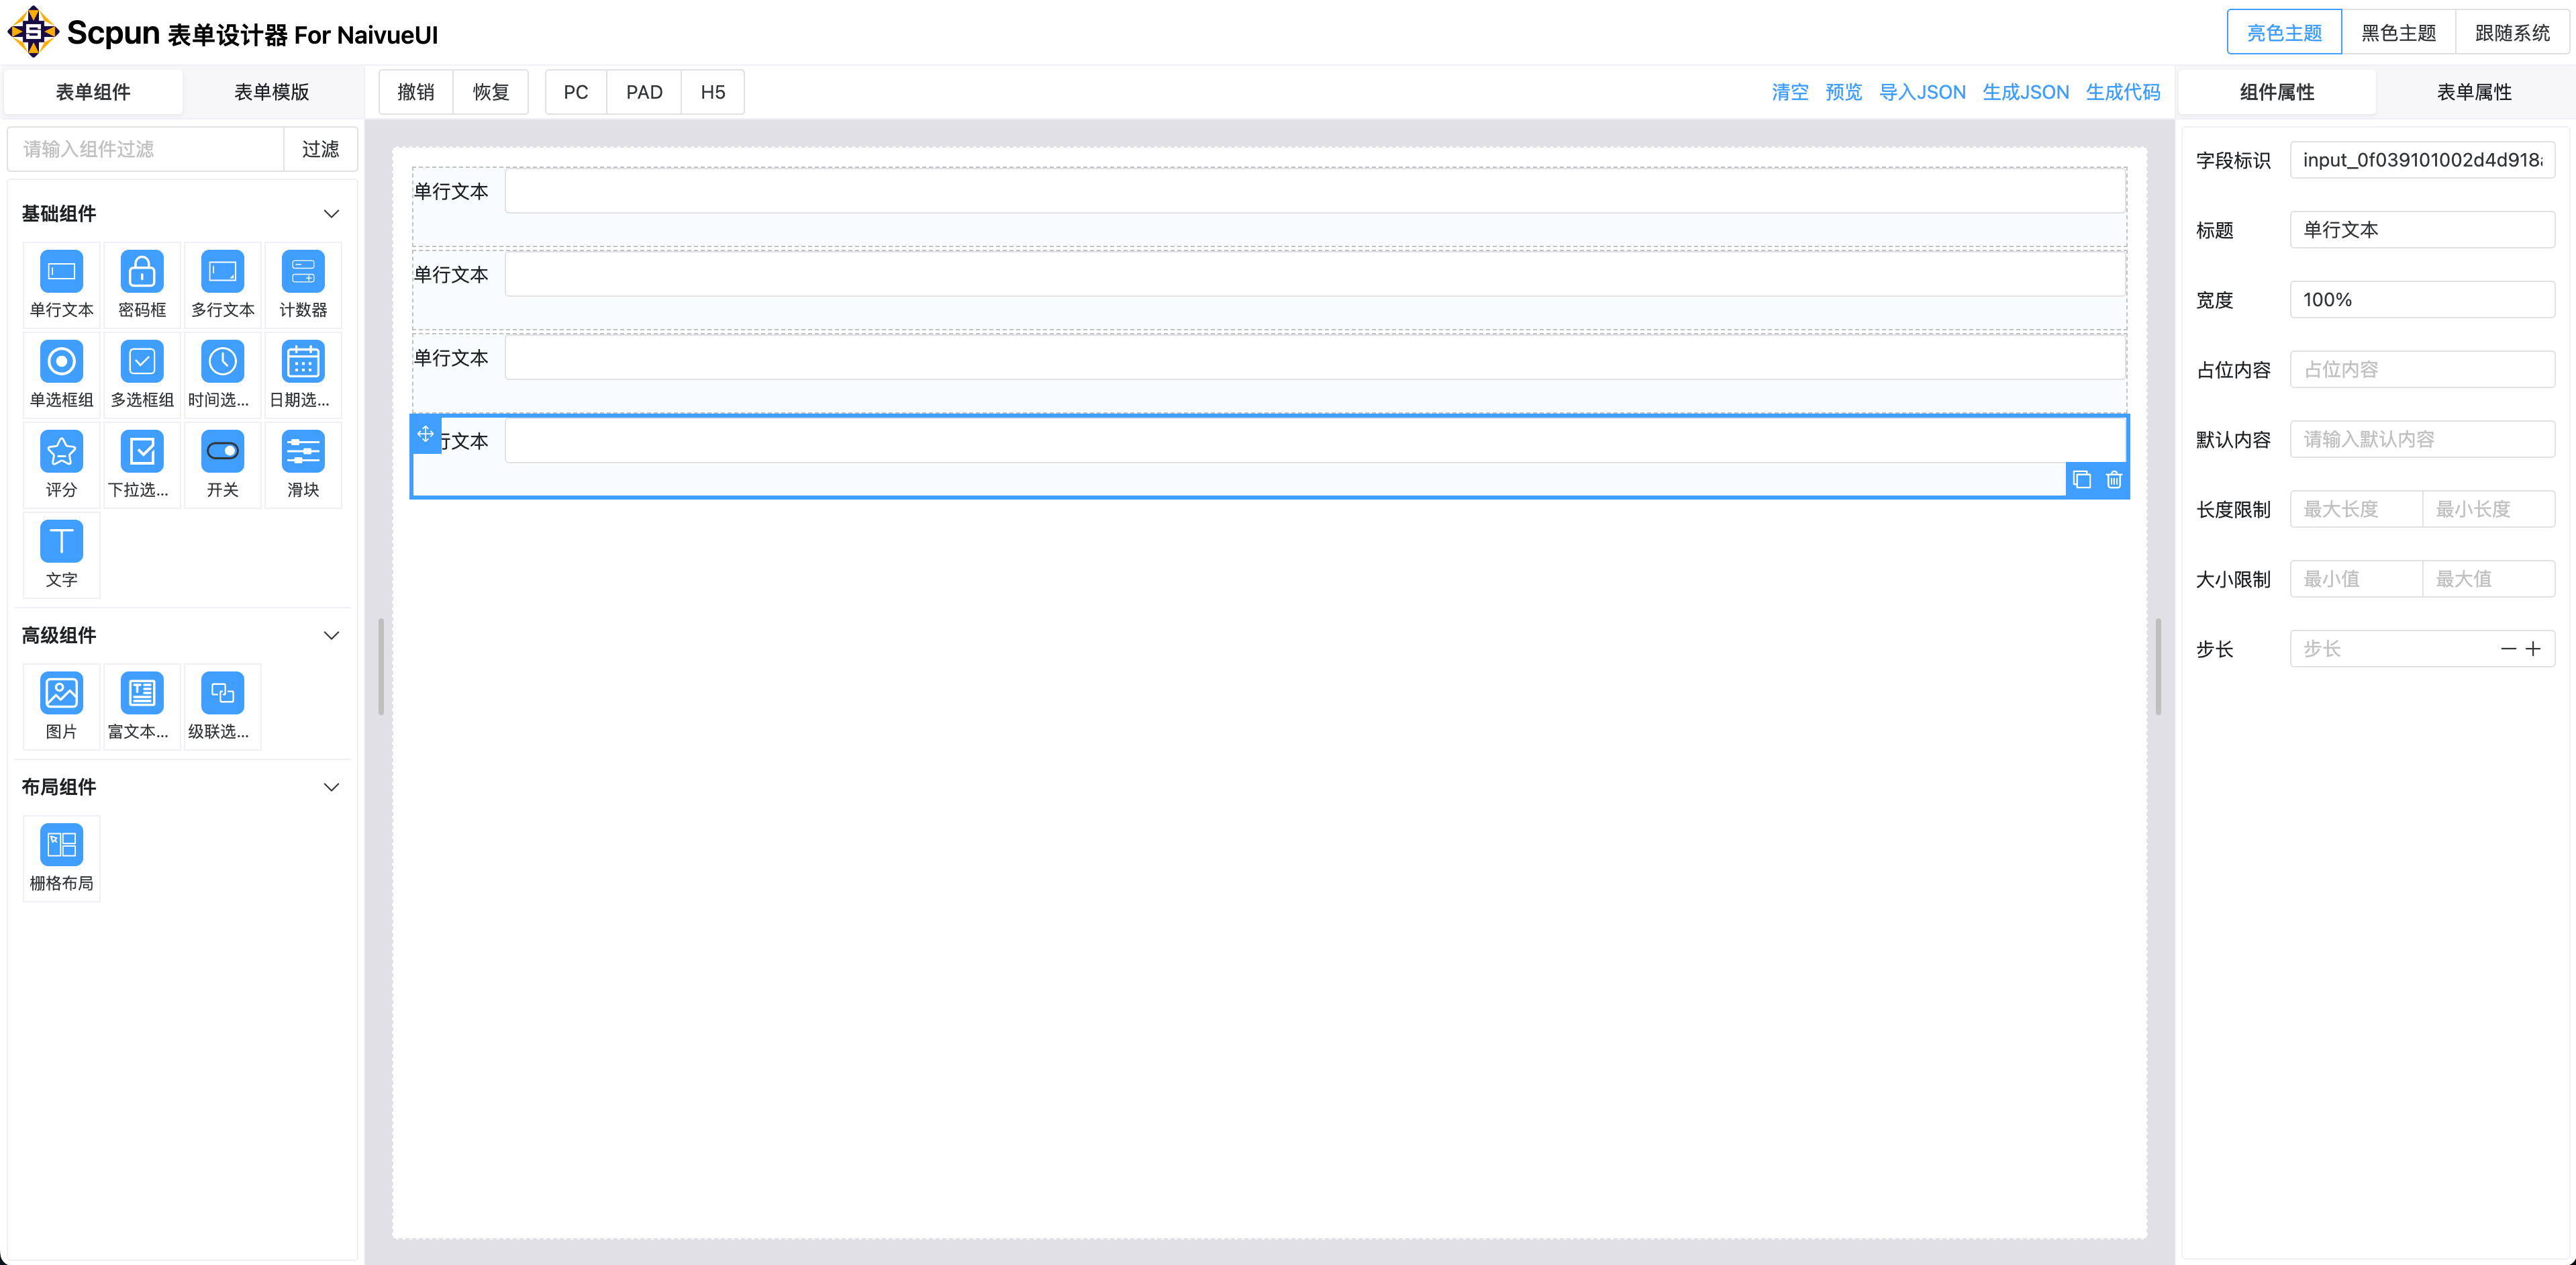 Scpun 表单设计器 For NaivueUI
亮色主题 黑色主题 跟随系统
表单组件 表单模版
撤销 恢复 PC PAD H5
清空 预览 导入JSON 生成JSON 生成代码
组件属性 表单属性
请输入组件过滤 过滤
基础组件
单行文本 密码框 多行文本 计数器
单选框组 多选框组 时间选... 日期选...
评分 下拉选... 开关 滑块
文字
高级组件
图片 富文本... 级联选...
布局组件
栅格布局
单行文本
单行文本
单行文本
行文本
字段标识 input_0f039101002d4d918
标题 单行文本
宽度 100%
占位内容 占位内容
默认内容 请输入默认内容
长度限制 最大长度 最小长度
大小限制 最小值 最大值
步长 步长